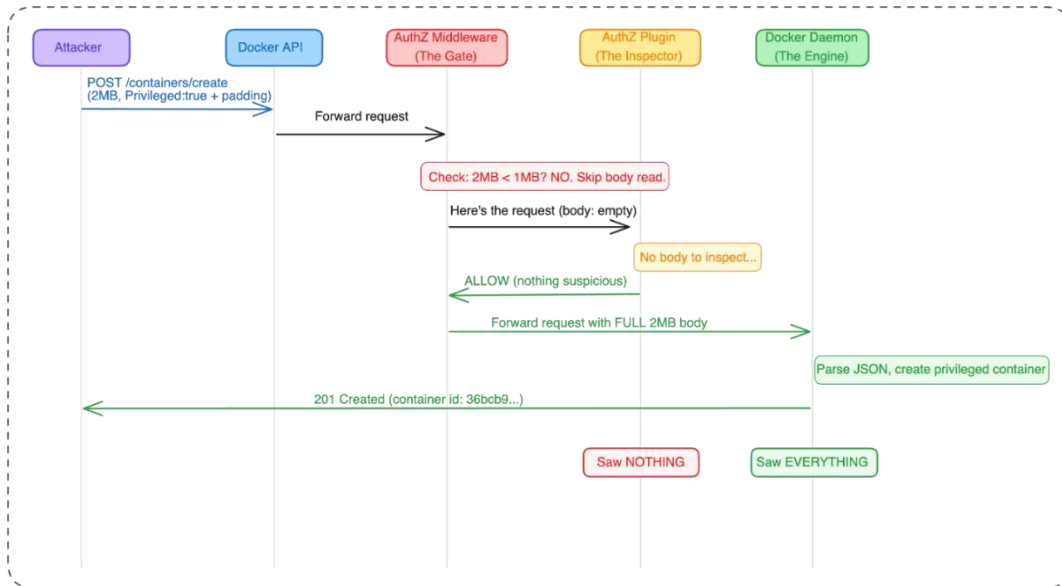 Attacker
Docker API
AuthZ Middleware
(The Gate)
AuthZ Plugin
(The Inspector)
Docker Daemon
(The Engine)
POST /containers/create
(2MB, Privileged:true + padding)
Forward request
Check: 2MB < 1MB? NO. Skip body read.
Here's the request (body: empty)
No body to inspect...
ALLOW (nothing suspicious)
Forward request with FULL 2MB body
Parse JSON, create privileged container
201 Created (container id: 36bcb9...)
Saw NOTHING
Saw EVERYTHING